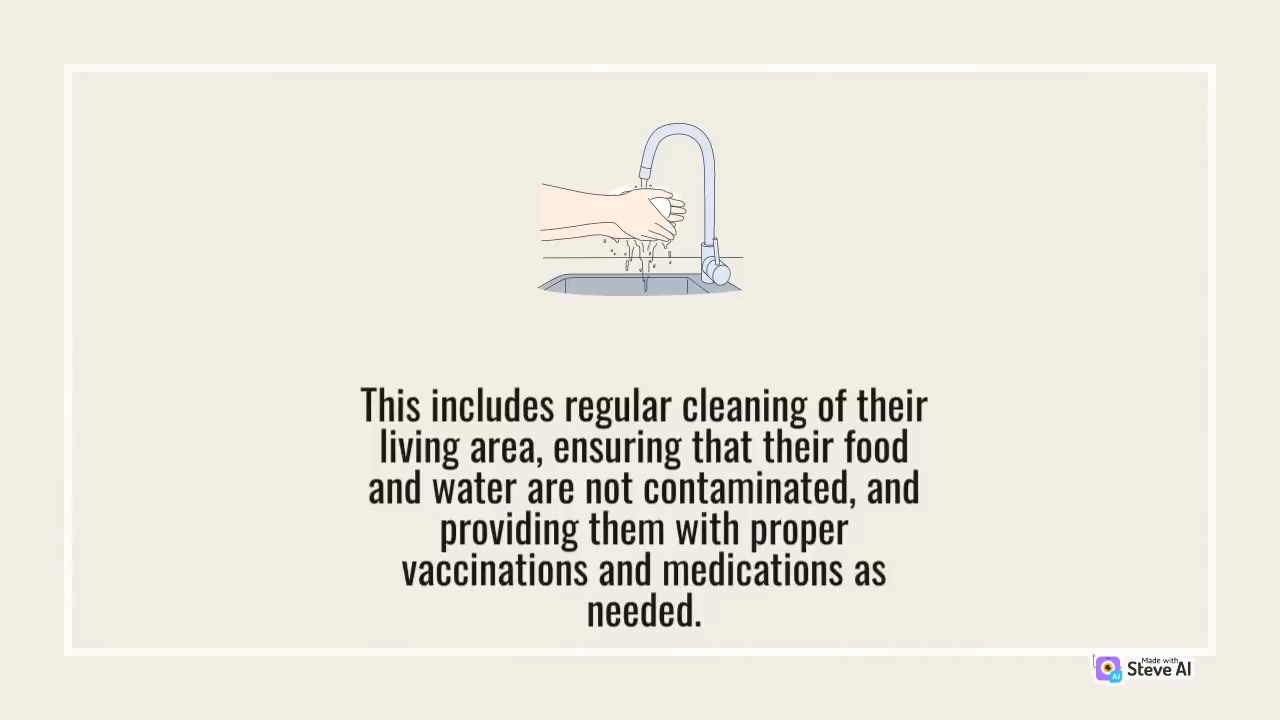 This includes regular cleaning of their
living area, ensuring that their food
and water are not contaminated, and
providing them with proper
vaccinations and medications as
needed.
Made with
AI Steve AI